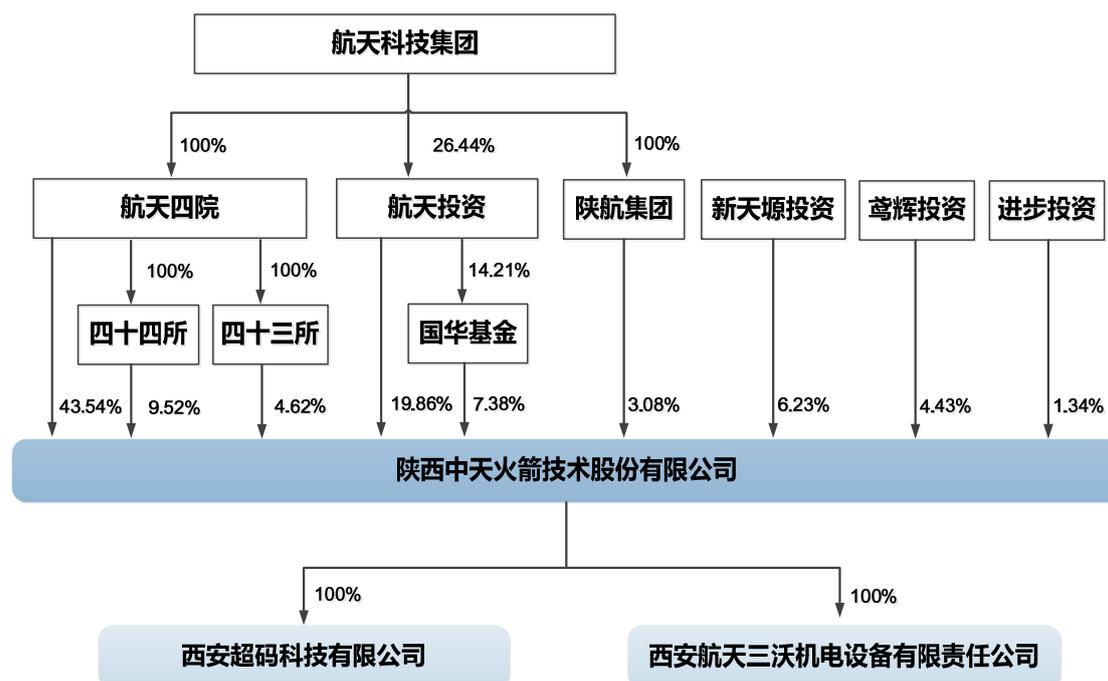 航天科技集团
100%
26.44%
100%
航天四院
航天投资
陕航集团
新天塬投资
鸢辉投资
进步投资
100%
100%
14.21%
四十四所
四十三所
国华基金
43.54%
9.52%
4.62%
19.86%
7.38%
3.08%
6.23%
4.43%
1.34%
陕西中天火箭技术股份有限公司
100%
100%
西安超码科技有限公司
西安航天三沃机电设备有限责任公司